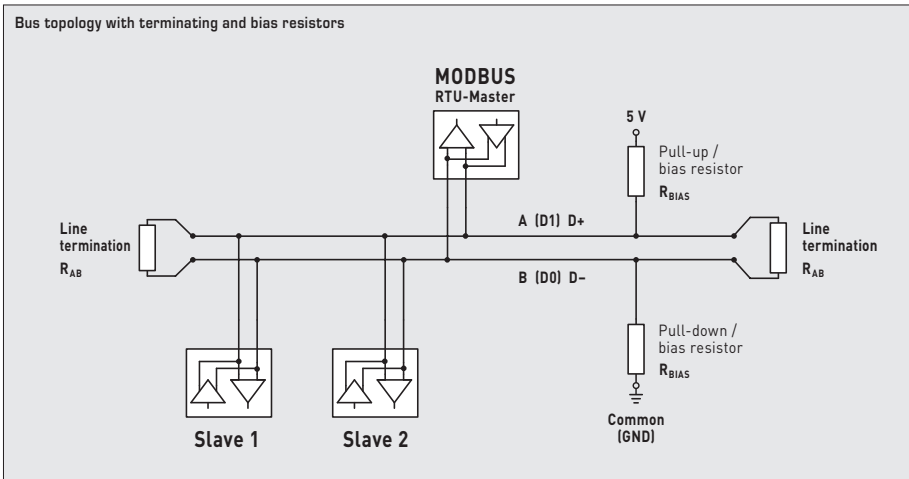 Bus topology with terminating and bias resistors
MODBUS
RTU-Master
5 V
Pull-up /
bias resistor
RBIAS
A (D1) D+
Line
termination
RAB
Line
termination
RAB
B (D0) D–
Pull-down /
bias resistor
RBIAS
Slave 1
Slave 2
Common
(GND)